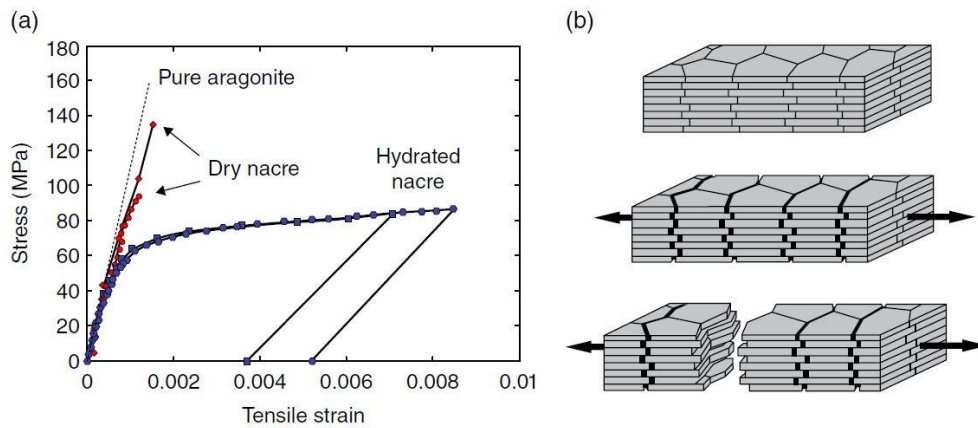 (a)
180
160
140
120
100
80
60
40
20
0
Stress (MPa)
Pure aragonite
Dry nacre
Hydrated
nacre
0
0.002
0.004
0.006
0.008
0.01
Tensile strain
(b)